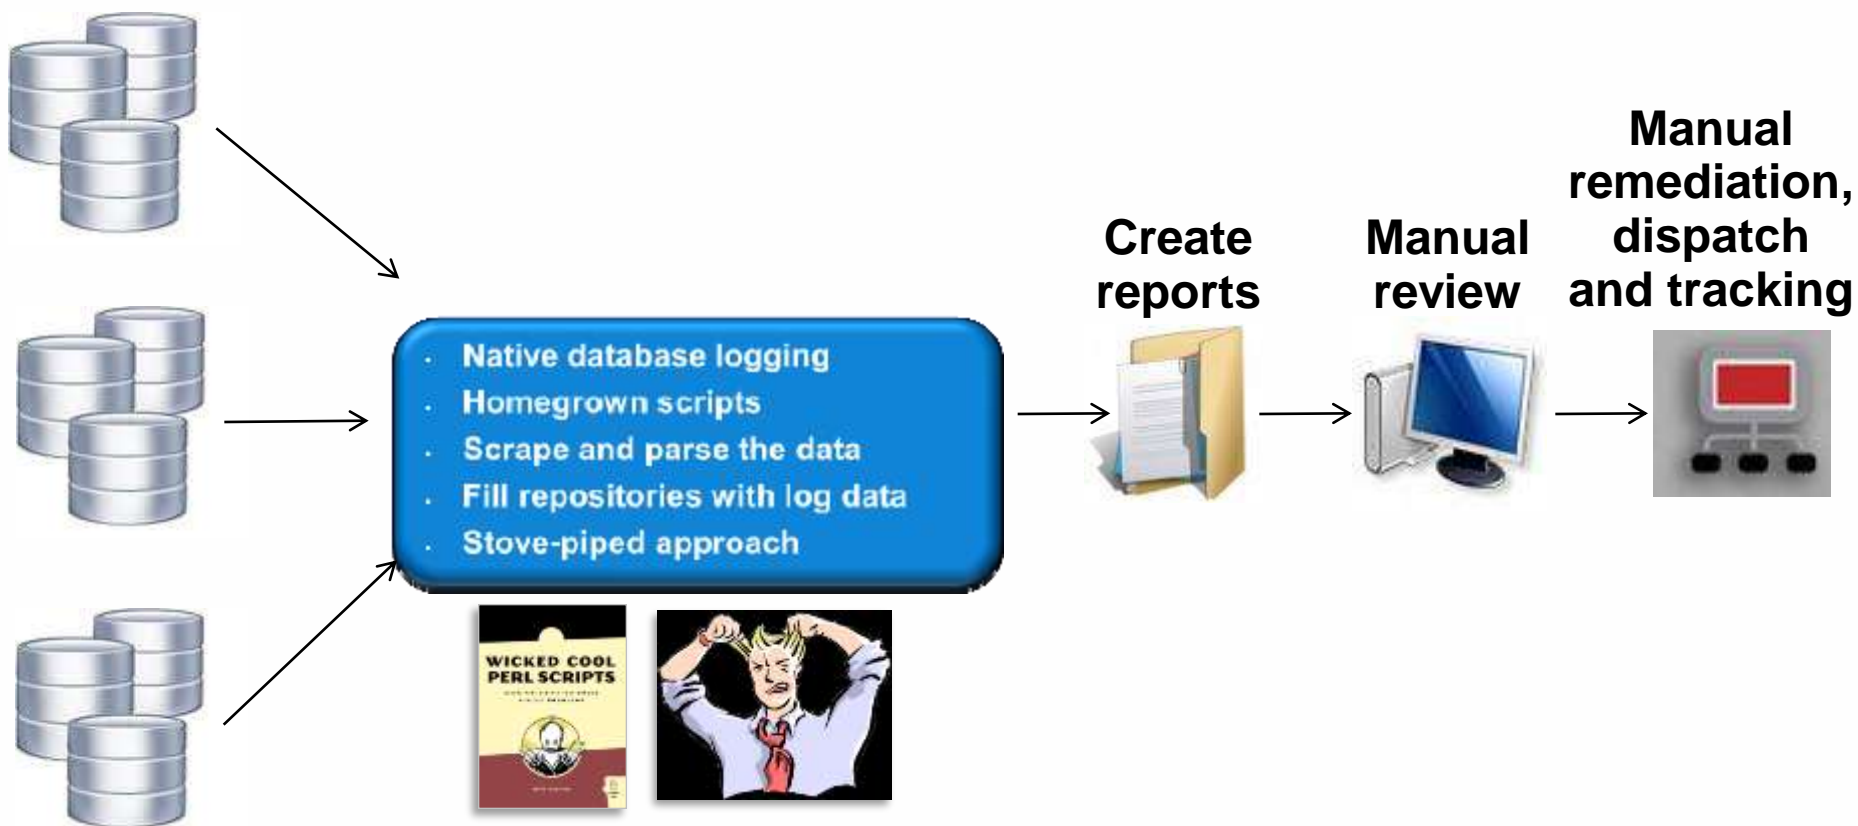 Manual
remediation,
dispatch
and tracking
Create
reports
Manual
review
· Native database logging
· Homegrown scripts
· Scrape and parse the data
· Fill repositories with log data
· Stove-piped approach
WICKED COOL
PERL SCRIPTS